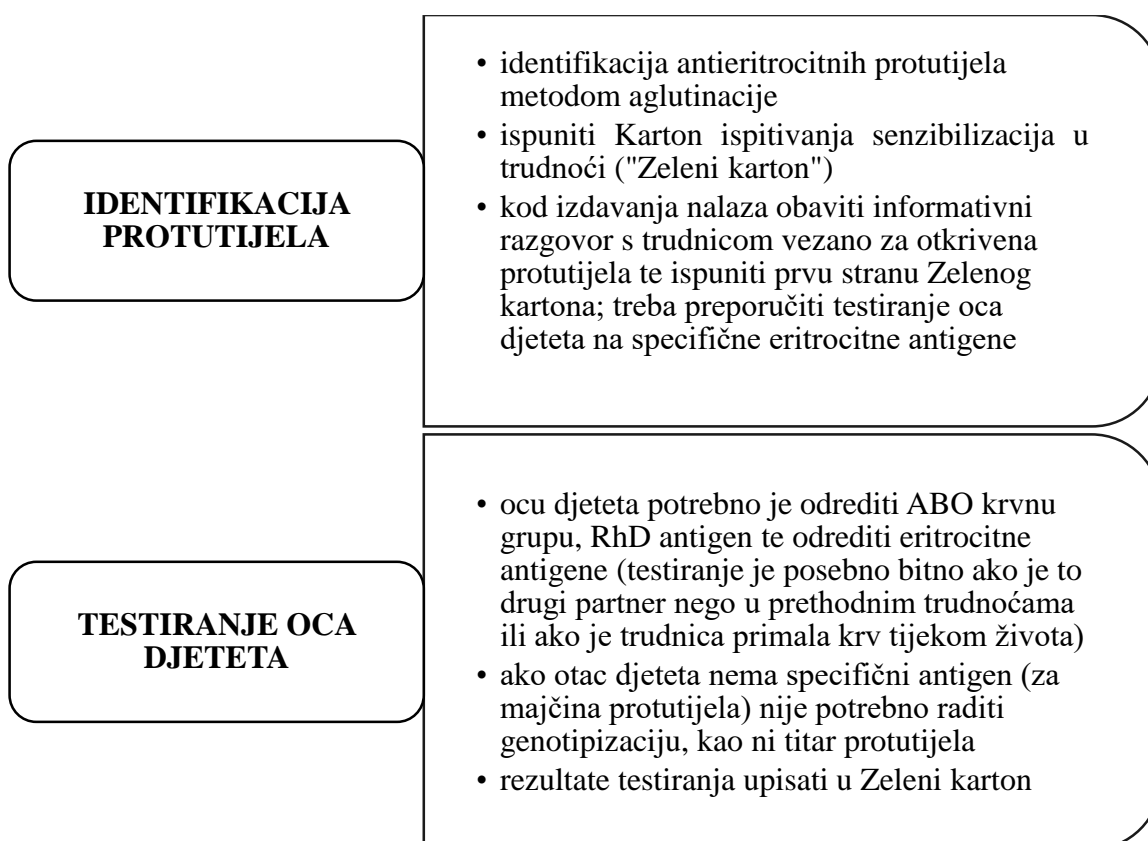 IDENTIFIKACIJA
PROTUTIJELA
• identifikacija antieritrocitnih protutijela
metodom aglutinacije
• ispuniti Karton ispitivanja senzibilizacija u
trudnoći ("Zeleni karton")
• kod izdavanja nalaza obaviti informativni
razgovor s trudnicom vezano za otkrivena
protutijela te ispuniti prvu stranu Zelenog
kartona; treba preporučiti testiranje oca
djeteta na specifične eritrocitne antigene
TESTIRANJE OCA
DJETETA
• ocu djeteta potrebno je odrediti ABO krvnu
grupu, RhD antigen te odrediti eritrocitne
antigene (testiranje je posebno bitno ako je to
drugi partner nego u prethodnim trudnoćama
ili ako je trudnica primala krv tijekom života)
• ako otac djeteta nema specifični antigen (za
majčina protutijela) nije potrebno raditi
genotipizaciju, kao ni titar protutijela
• rezultate testiranja upisati u Zeleni karton